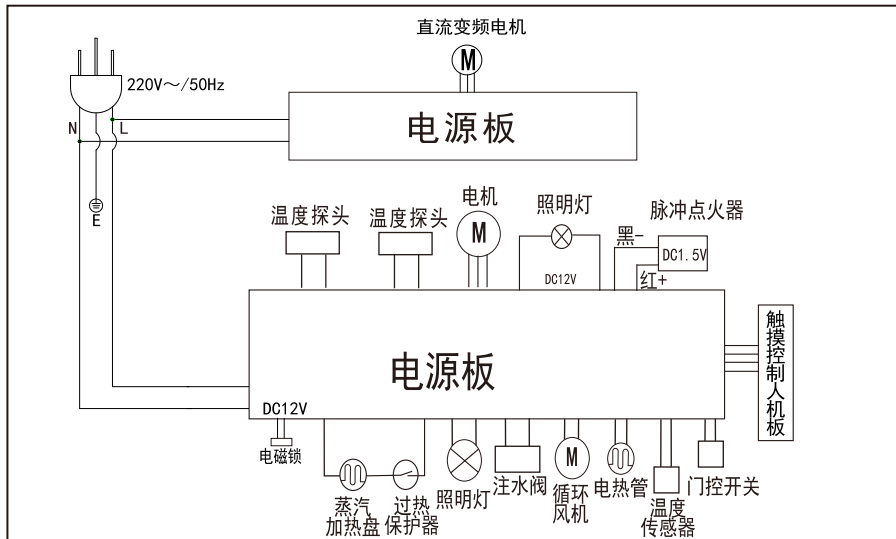 直流变频电机
M
220V～/50Hz
电源板
N
L
E
温度探头
温度探头
电机
M
照明灯
DC12V
脉冲点火器
黑-
DC1.5V
红+
电源板
触摸控制人机板
DC12V
电磁锁
蒸汽
加热盘
过热
保护器
照明灯
注水阀
M
循环
风机
电热管
温度
传感器
门控开关